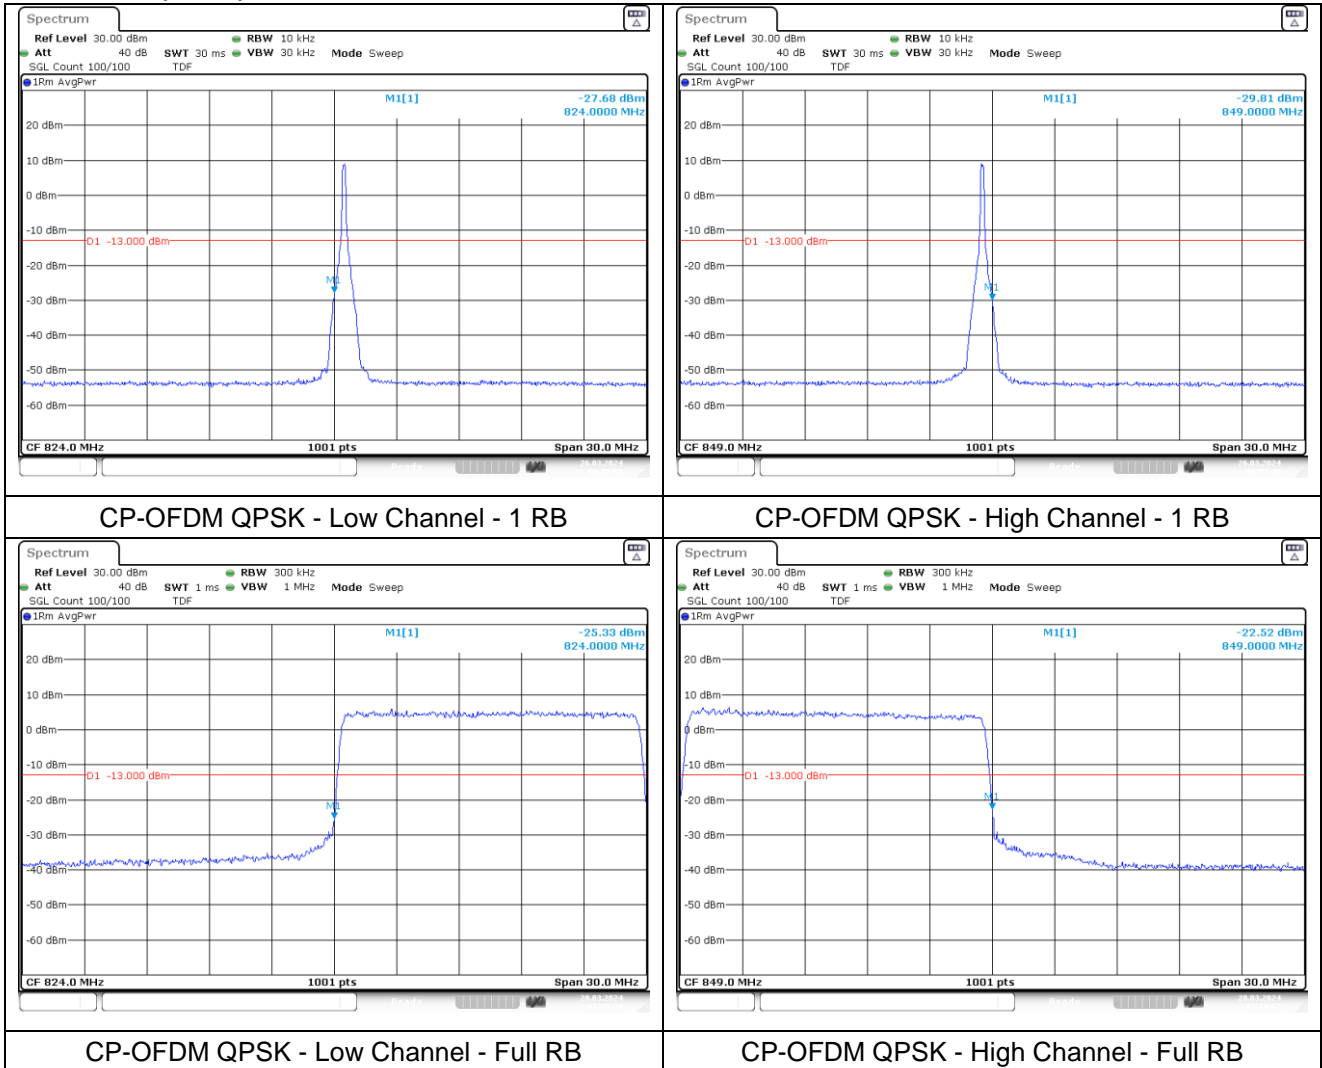 Spectrum
Ref Level 30.00 dBm RBW 10 kHz
Att 40 dB SWT 30 ms VBW 30 kHz Mode Sweep
SGL Count 100/100 TDF
1Rm AvgPwr
M1[1] -27.68 dBm
824.0000 MHz
20 dBm
10 dBm
0 dBm
-10 dBm
D1 -13.000 dBm
-20 dBm
M1
-30 dBm
-40 dBm
-50 dBm
-60 dBm
CF 824.0 MHz 1001 pts Span 30.0 MHz
CP-OFDM QPSK - Low Channel - 1 RB
Spectrum
Ref Level 30.00 dBm RBW 10 kHz
Att 40 dB SWT 30 ms VBW 30 kHz Mode Sweep
SGL Count 100/100 TDF
1Rm AvgPwr
M1[1] -29.81 dBm
849.0000 MHz
20 dBm
10 dBm
0 dBm
-10 dBm
D1 -13.000 dBm
-20 dBm
M1
-30 dBm
-40 dBm
-50 dBm
-60 dBm
CF 849.0 MHz 1001 pts Span 30.0 MHz
CP-OFDM QPSK - High Channel - 1 RB
Spectrum
Ref Level 30.00 dBm RBW 300 kHz
Att 40 dB SWT 1 ms VBW 1 MHz Mode Sweep
SGL Count 100/100 TDF
1Rm AvgPwr
M1[1] -25.33 dBm
824.0000 MHz
20 dBm
10 dBm
0 dBm
-10 dBm
D1 -13.000 dBm
-20 dBm
M1
-30 dBm
-40 dBm
-50 dBm
-60 dBm
CF 824.0 MHz 1001 pts Span 30.0 MHz
CP-OFDM QPSK - Low Channel - Full RB
Spectrum
Ref Level 30.00 dBm RBW 300 kHz
Att 40 dB SWT 1 ms VBW 1 MHz Mode Sweep
SGL Count 100/100 TDF
1Rm AvgPwr
M1[1] -22.52 dBm
849.0000 MHz
20 dBm
10 dBm
0 dBm
-10 dBm
D1 -13.000 dBm
-20 dBm
M1
-30 dBm
-40 dBm
-50 dBm
-60 dBm
CF 849.0 MHz 1001 pts Span 30.0 MHz
CP-OFDM QPSK - High Channel - Full RB